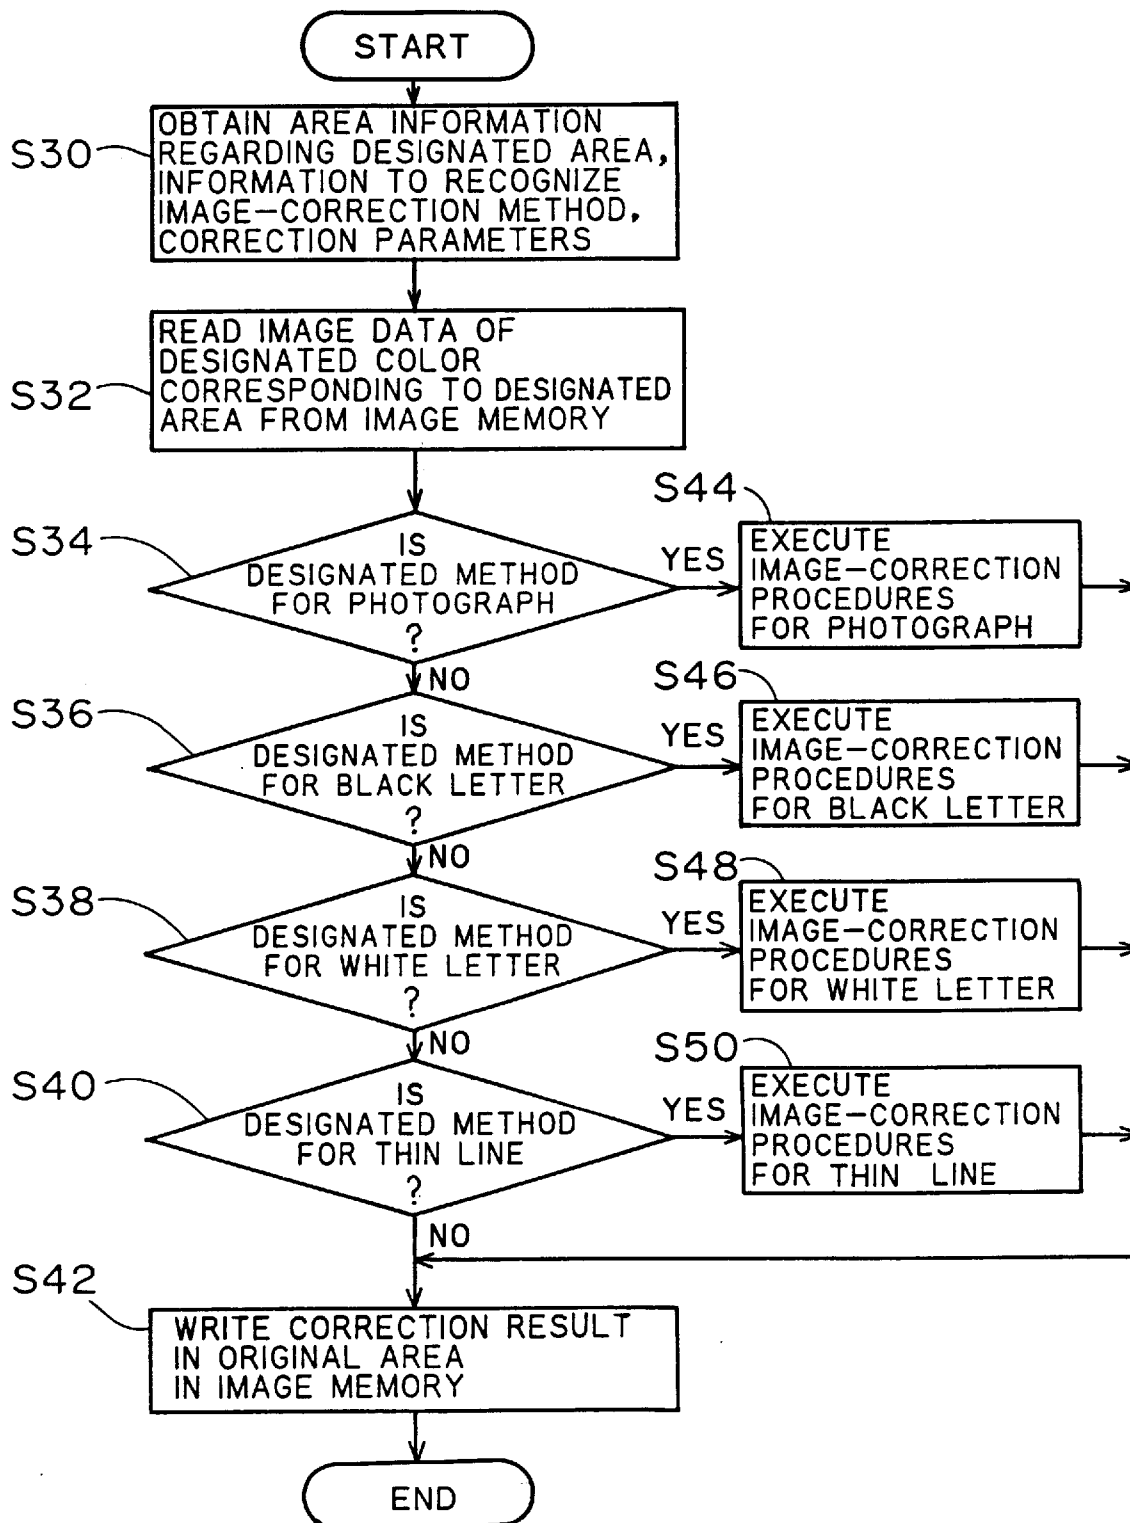 START
S30
OBTAIN AREA INFORMATION
REGARDING DESIGNATED AREA,
INFORMATION TO RECOGNIZE
IMAGE-CORRECTION METHOD,
CORRECTION PARAMETERS
S32
READ IMAGE DATA OF
DESIGNATED COLOR
CORRESPONDING TO DESIGNATED
AREA FROM IMAGE MEMORY
S34
IS
DESIGNATED METHOD
FOR PHOTOGRAPH
?
YES
S44
EXECUTE
IMAGE-CORRECTION
PROCEDURES
FOR PHOTOGRAPH
NO
S36
IS
DESIGNATED METHOD
FOR BLACK LETTER
?
YES
S46
EXECUTE
IMAGE-CORRECTION
PROCEDURES
FOR BLACK LETTER
NO
S38
IS
DESIGNATED METHOD
FOR WHITE LETTER
?
YES
S48
EXECUTE
IMAGE-CORRECTION
PROCEDURES
FOR WHITE LETTER
NO
S40
IS
DESIGNATED METHOD
FOR THIN LINE
?
YES
S50
EXECUTE
IMAGE-CORRECTION
PROCEDURES
FOR THIN LINE
NO
S42
WRITE CORRECTION RESULT
IN ORIGINAL AREA
IN IMAGE MEMORY
END